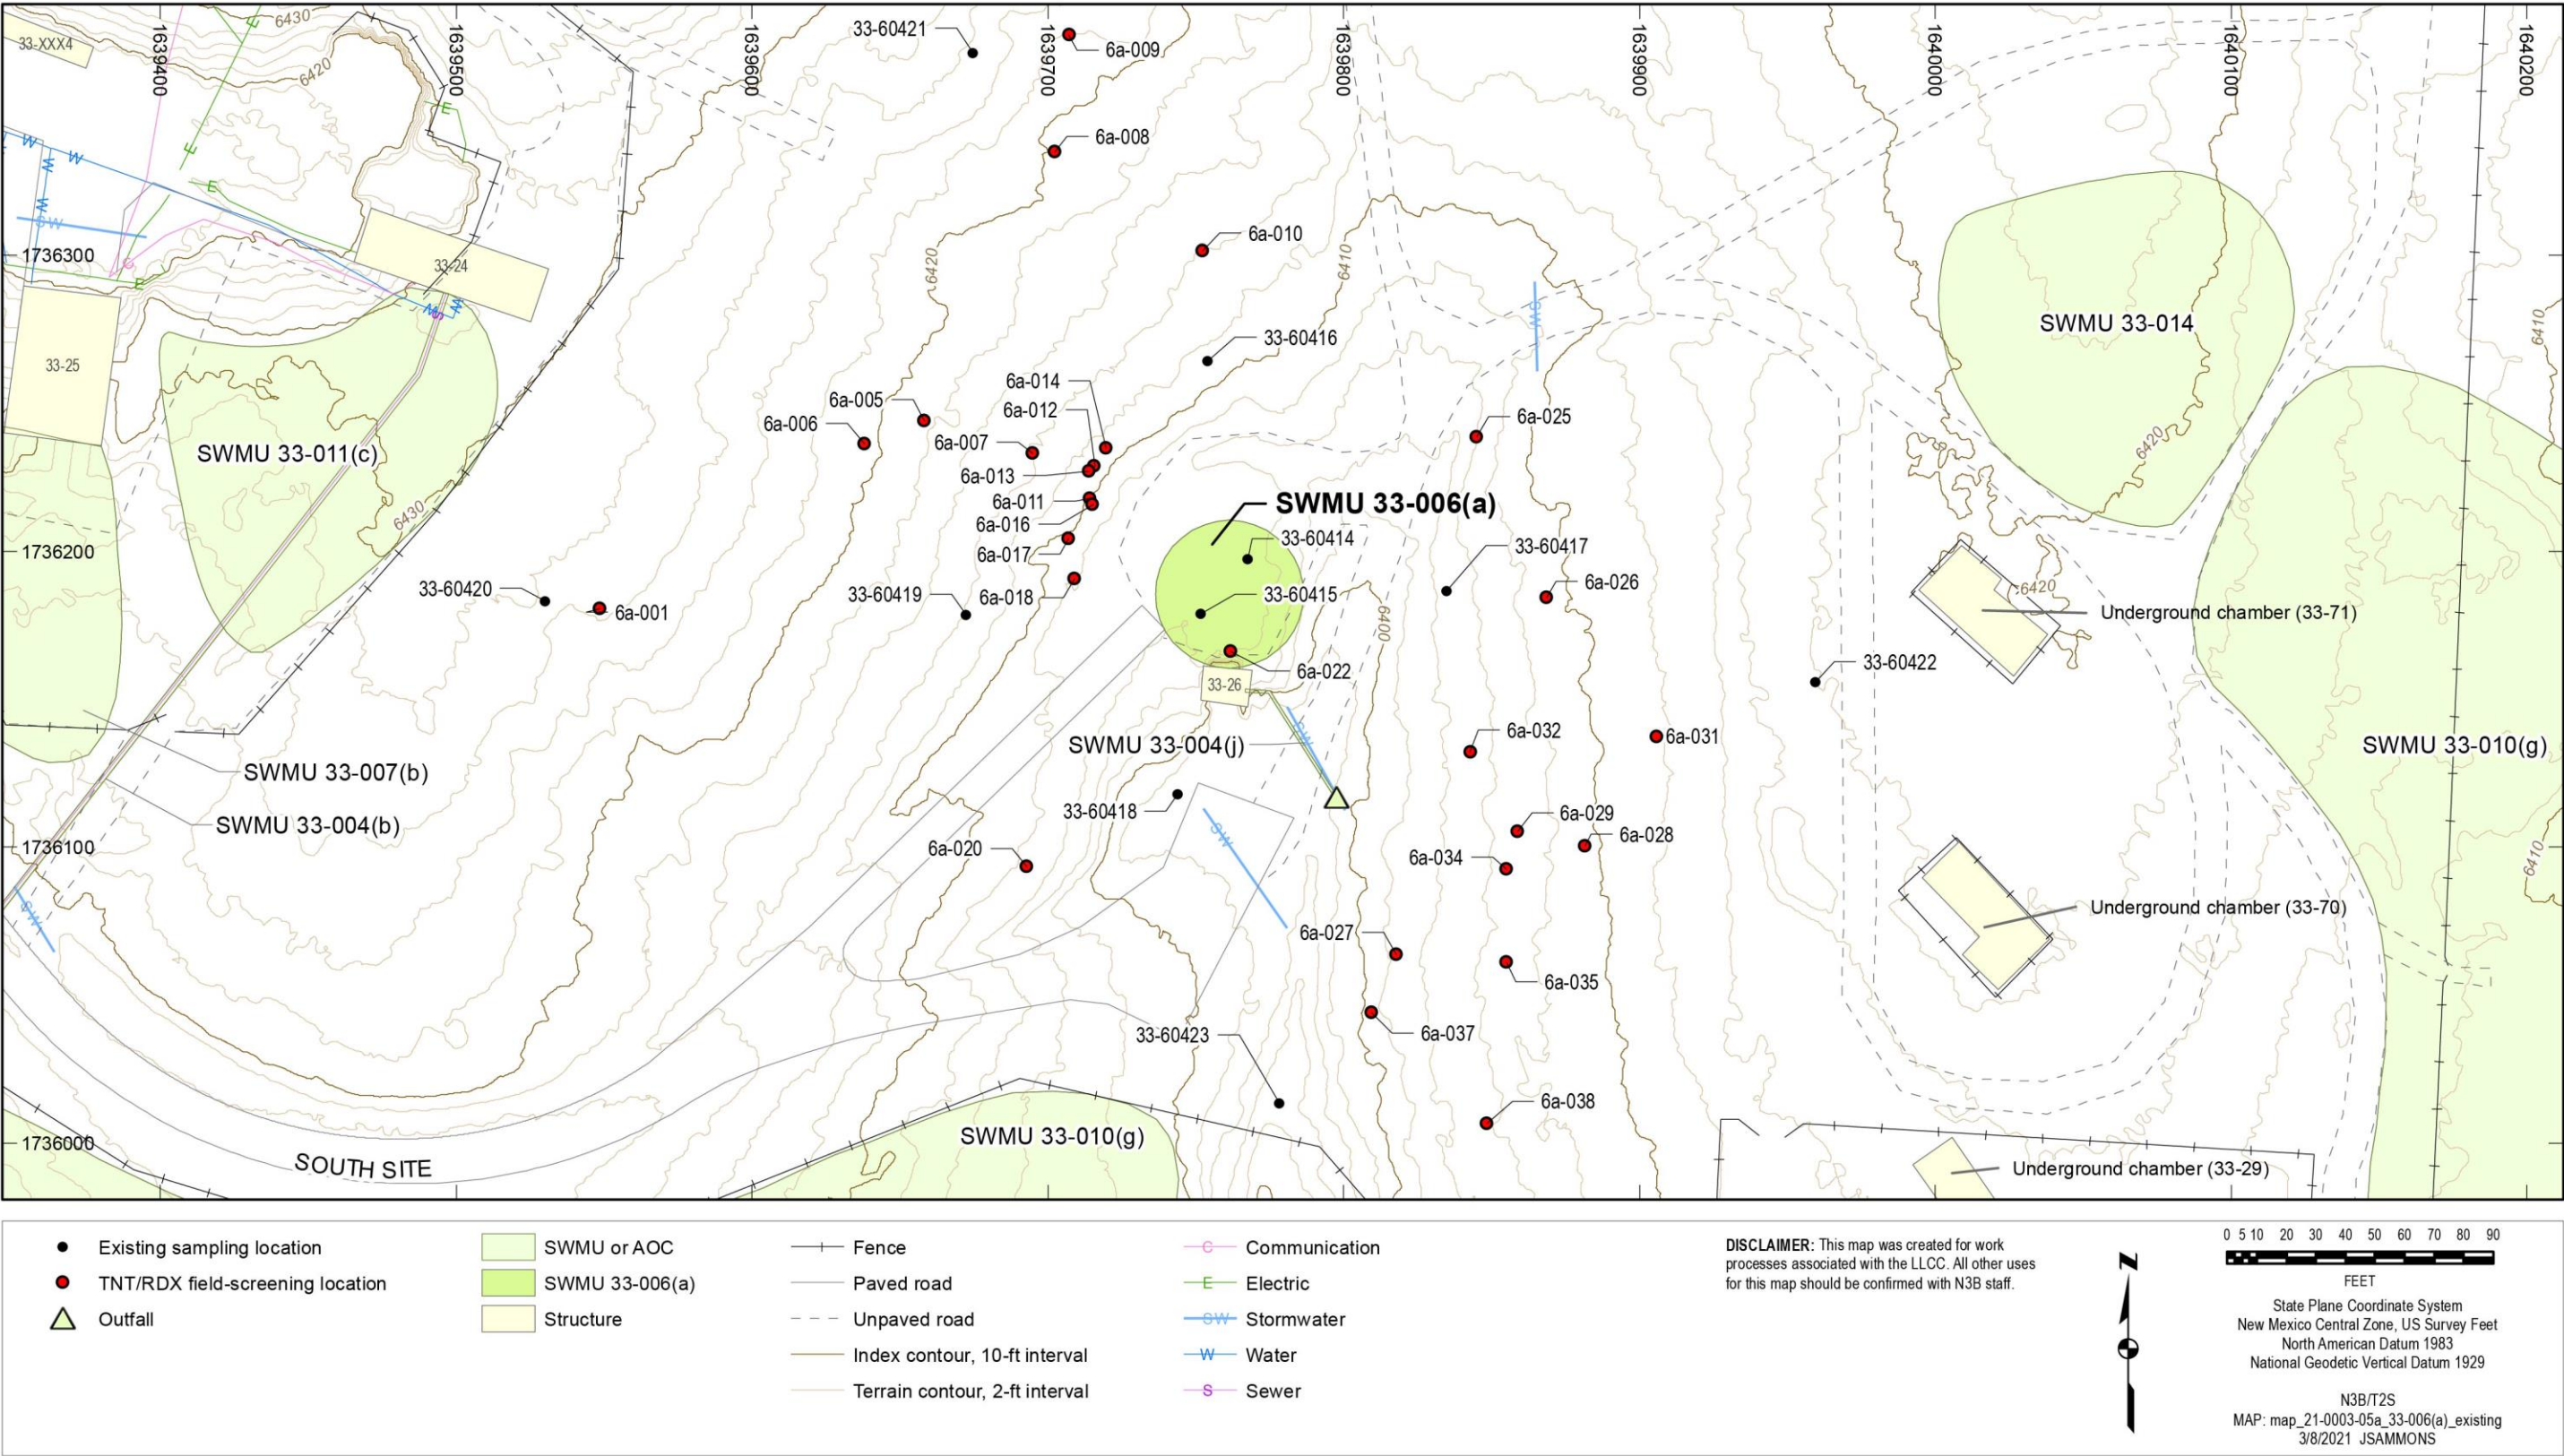 33-XXX4
6430
6420
1639400
1639500
1639600
1639700
1639800
1639900
1640000
1640100
1640200
33-60421
6a-009
6a-008
6a-010
33-24
1736300
6420
6410
33-25
SWMU 33-014
6410
33-60416
6a-014
6a-005
6a-012
6a-006
6a-007
6a-025
6420
SWMU 33-011(c)
6a-013
6a-011
SWMU 33-006(a)
6430
6a-016
33-60414
1736200
6a-017
33-60417
33-60420
6a-001
33-60419
6a-018
33-60415
6a-026
6400
6420
Underground chamber (33-71)
6a-022
33-26
33-60422
SWMU 33-004(j)
6a-032
6a-031
SWMU 33-010(g)
SWMU 33-007(b)
33-60418
SWMU 33-004(b)
6a-029
6a-028
1736100
6a-020
6a-034
6410
Underground chamber (33-70)
6a-027
6a-035
33-60423
6a-037
6a-038
1736000
SWMU 33-010(g)
SOUTH SITE
Underground chamber (33-29)
E
E
E
E
E
W
W
W
W
SW
C
W
W
S
SW
SW
SW
SW
Existing sampling location
TNT/RDX field-screening location
Outfall
SWMU or AOC
SWMU 33-006(a)
Structure
Fence
Paved road
Unpaved road
Index contour, 10-ft interval
Terrain contour, 2-ft interval
C Communication
E Electric
SW Stormwater
W Water
S Sewer
DISCLAIMER: This map was created for work
processes associated with the LLCC. All other uses
for this map should be confirmed with N3B staff.
N
0 5 10 20 30 40 50 60 70 80 90
FEET
State Plane Coordinate System
New Mexico Central Zone, US Survey Feet
North American Datum 1983
National Geodetic Vertical Datum 1929
N3B/T2S
MAP: map_21-0003-05a_33-006(a)_existing
3/8/2021 JSAMMONS